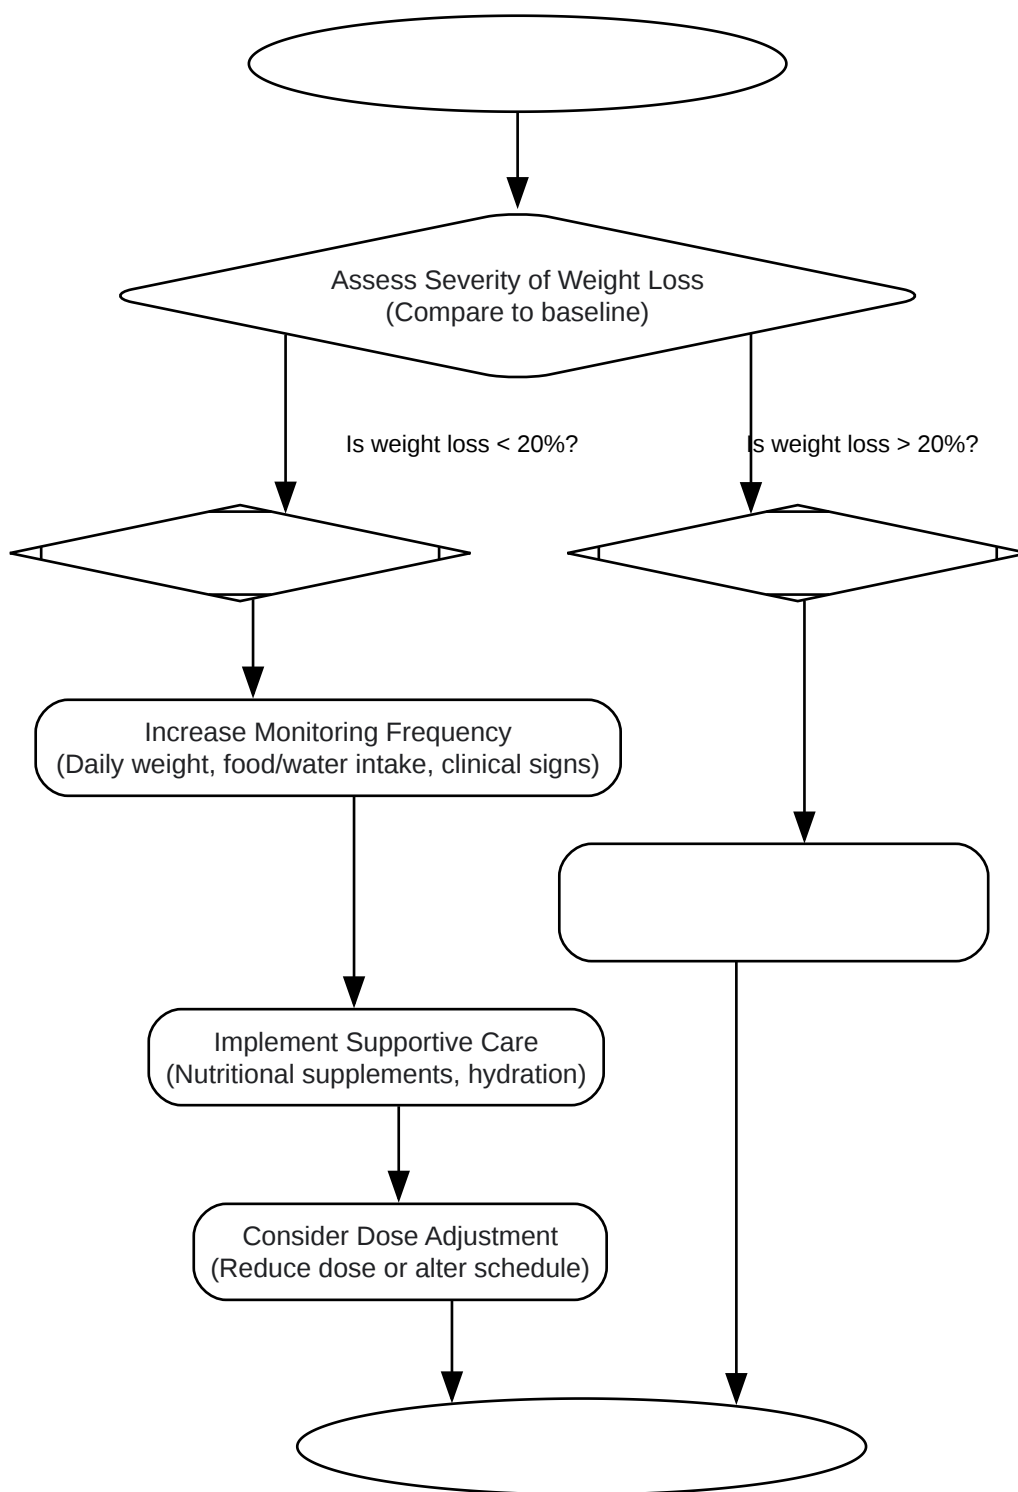 Assess Severity of Weight Loss
(Compare to baseline)
Is weight loss < 20%?
Is weight loss > 20%?
Increase Monitoring Frequency
(Daily weight, food/water intake, clinical signs)
Implement Supportive Care
(Nutritional supplements, hydration)
Consider Dose Adjustment
(Reduce dose or alter schedule)